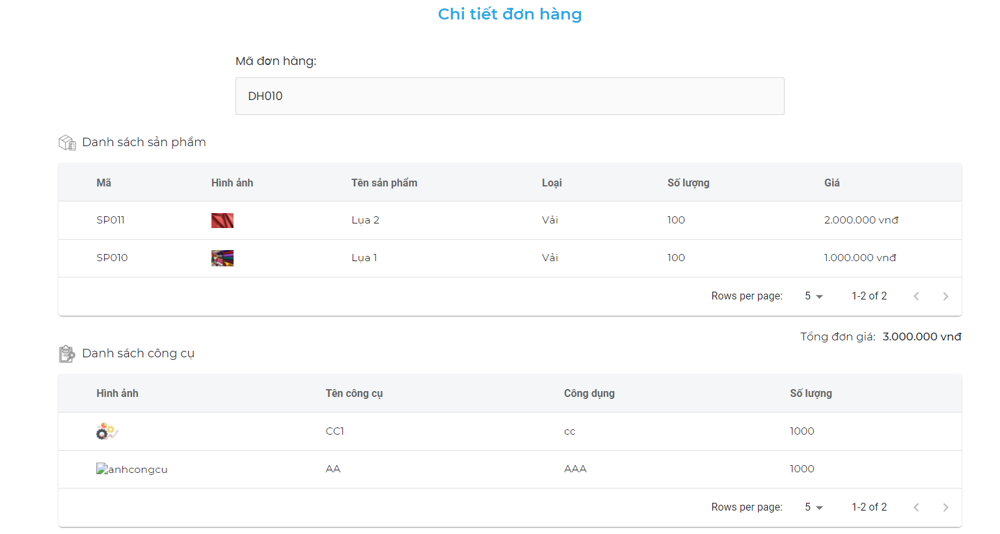 Chi tiết đơn hàng
Mã đơn hàng:
DH010
Danh sách sản phẩm
Mã Hình ảnh Tên sản phẩm Loại Số lượng Giá
SP011 Lụa 2 Vải 100 2.000.000 vnđ
SP010 Lụa 1 Vải 100 1.000.000 vnđ
Rows per page: 5 1-2 of 2
Tổng đơn giá: 3.000.000 vnđ
Danh sách công cụ
Hình ảnh Tên công cụ Công dụng Số lượng
CC1 cc 1000
anhcongcu AA AAA 1000
Rows per page: 5 1-2 of 2